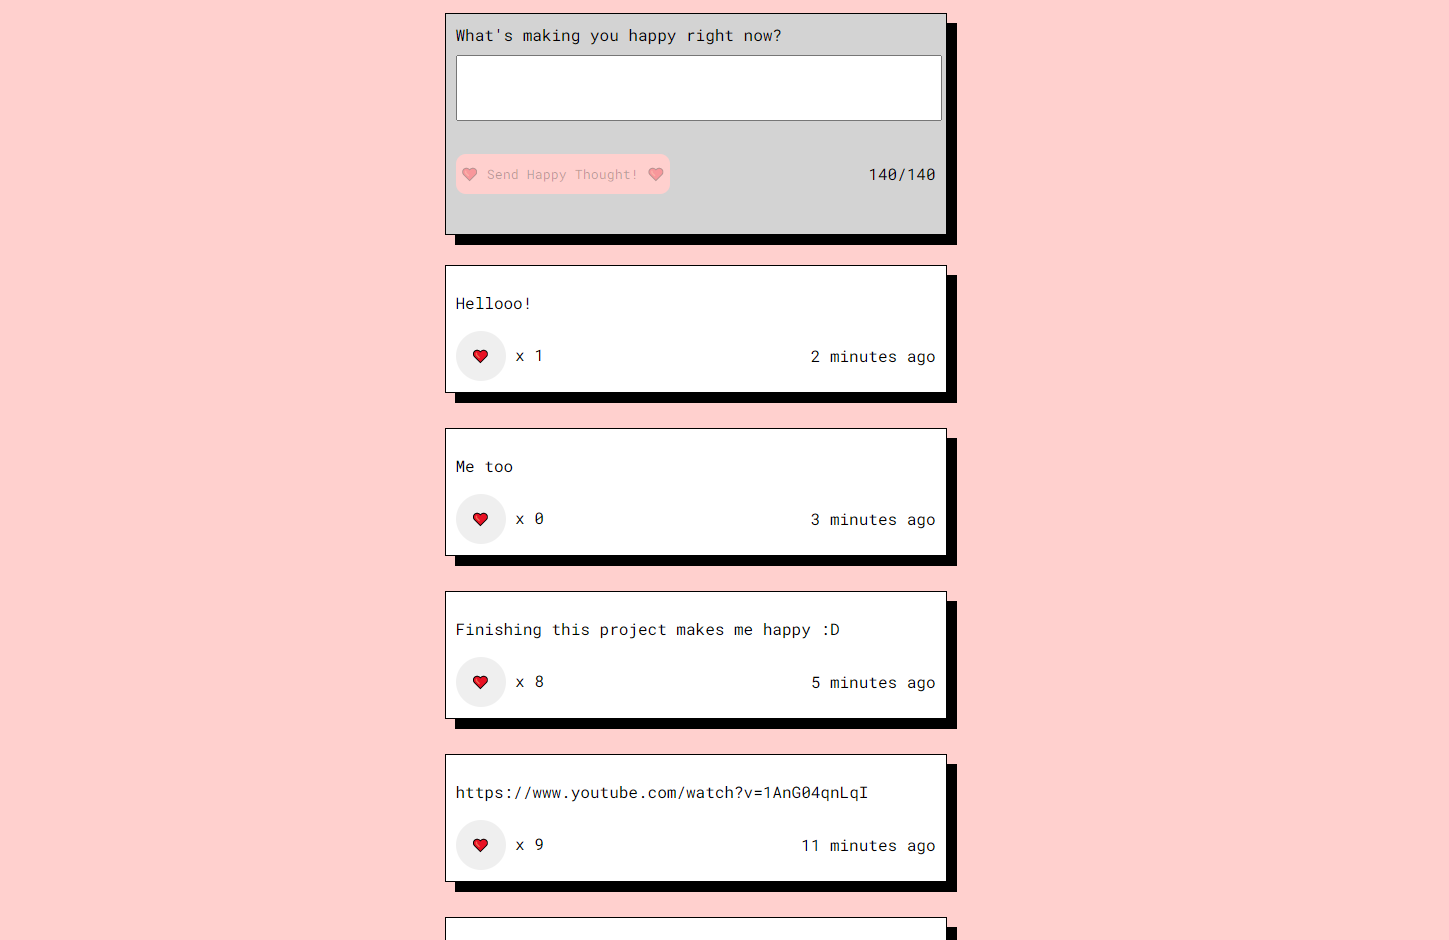 What's making you happy right now?
Send Happy Thought!
140/140
Hellooo!
x 1
2 minutes ago
Me too
x 0
3 minutes ago
Finishing this project makes me happy :D
x 8
5 minutes ago
https://www.youtube.com/watch?v=1AnG04qnLqI
x 9
11 minutes ago